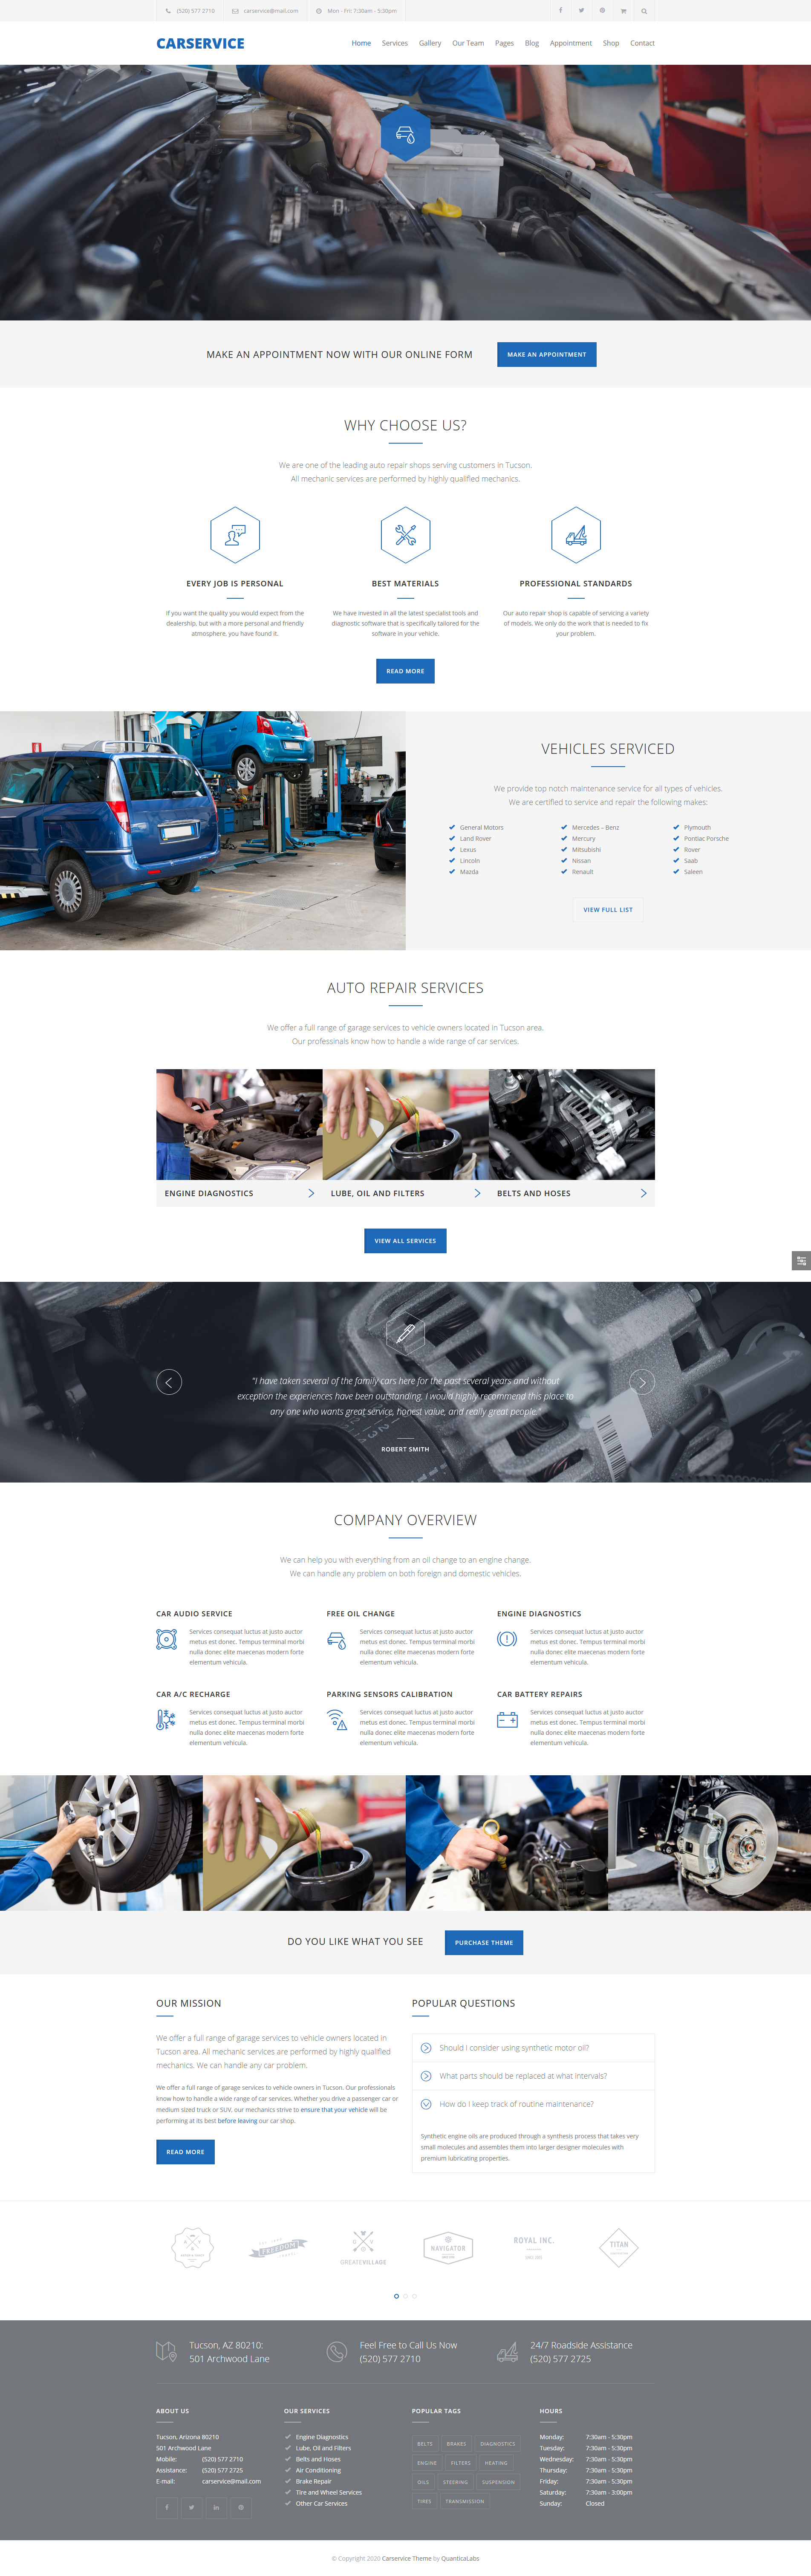 (520) 577 2710 carservice@mail.com Mon - Fri: 7:30am - 5:30pm
CARSERVICE
Home Services Gallery Our Team Pages Blog Appointment Shop Contact
MAKE AN APPOINTMENT NOW WITH OUR ONLINE FORM
MAKE AN APPOINTMENT
WHY CHOOSE US?
We are one of the leading auto repair shops serving customers in Tucson.
All mechanic services are performed by highly qualified mechanics.
EVERY JOB IS PERSONAL
If you want the quality you would expect from the
dealership, but with a more personal and friendly
atmosphere, you have found it.
BEST MATERIALS
We have invested in all the latest specialist tools and
diagnostic software that is specifically tailored for the
software in your vehicle.
PROFESSIONAL STANDARDS
Our auto repair shop is capable of servicing a variety
of models. We only do the work that is needed to fix
your problem.
READ MORE
VEHICLES SERVICED
We provide top notch maintenance service for all types of vehicles.
We are certified to service and repair the following makes:
General Motors
Land Rover
Lexus
Lincoln
Mazda
Mercedes – Benz
Mercury
Mitsubishi
Nissan
Renault
Plymouth
Pontiac Porsche
Rover
Saab
Saleen
VIEW FULL LIST
AUTO REPAIR SERVICES
We offer a full range of garage services to vehicle owners located in Tucson area.
Our professinals know how to handle a wide range of car services.
ENGINE DIAGNOSTICS
LUBE, OIL AND FILTERS
BELTS AND HOSES
VIEW ALL SERVICES
"I have taken several of the family cars here for the past several years and without
exception the experiences have been outstanding. I would highly recommend this place to
any one who wants great service, honest value, and really great people."
ROBERT SMITH
COMPANY OVERVIEW
We can help you with everything from an oil change to an engine change.
We can handle any problem on both foreign and domestic vehicles.
CAR AUDIO SERVICE
Services consequat luctus at justo auctor
metus est donec. Tempus terminal morbi
nulla donec elite maecenas modern forte
elementum vehicula.
FREE OIL CHANGE
Services consequat luctus at justo auctor
metus est donec. Tempus terminal morbi
nulla donec elite maecenas modern forte
elementum vehicula.
ENGINE DIAGNOSTICS
Services consequat luctus at justo auctor
metus est donec. Tempus terminal morbi
nulla donec elite maecenas modern forte
elementum vehicula.
CAR A/C RECHARGE
Services consequat luctus at justo auctor
metus est donec. Tempus terminal morbi
nulla donec elite maecenas modern forte
elementum vehicula.
PARKING SENSORS CALIBRATION
Services consequat luctus at justo auctor
metus est donec. Tempus terminal morbi
nulla donec elite maecenas modern forte
elementum vehicula.
CAR BATTERY REPAIRS
Services consequat luctus at justo auctor
metus est donec. Tempus terminal morbi
nulla donec elite maecenas modern forte
elementum vehicula.
DO YOU LIKE WHAT YOU SEE
PURCHASE THEME
OUR MISSION
We offer a full range of garage services to vehicle owners located in
Tucson area. All mechanic services are performed by highly qualified
mechanics. We can handle any car problem.
We offer a full range of garage services to vehicle owners in Tucson. Our professionals
know how to handle a wide range of car services. Whether you drive a passenger car or
medium sized truck or SUV, our mechanics strive to ensure that your vehicle will be
performing at its best before leaving our car shop.
READ MORE
POPULAR QUESTIONS
Should I consider using synthetic motor oil?
What parts should be replaced at what intervals?
How do I keep track of routine maintenance?
Synthetic engine oils are produced through a synthesis process that takes very
small molecules and assembles them into larger designer molecules with
premium lubricating properties.
FREEDOM
GREATVILLAGE
NAVIGATOR
ROYAL INC.
TITAN
Tucson, AZ 80210:
501 Archwood Lane
Feel Free to Call Us Now
(520) 577 2710
24/7 Roadside Assistance
(520) 577 2725
ABOUT US
Tucson, Arizona 80210
501 Archwood Lane
Mobile: (520) 577 2710
Assistance: (520) 577 2725
E-mail: carservice@mail.com
OUR SERVICES
Engine Diagnostics
Lube, Oil and Filters
Belts and Hoses
Air Conditioning
Brake Repair
Tire and Wheel Services
Other Car Services
POPULAR TAGS
BELTS BRAKES DIAGNOSTICS
ENGINE FILTERS HEATING
OILS STEERING SUSPENSION
TIRES TRANSMISSION
HOURS
Monday: 7:30am - 5:30pm
Tuesday: 7:30am - 5:30pm
Wednesday: 7:30am - 5:30pm
Thursday: 7:30am - 5:30pm
Friday: 7:30am - 5:30pm
Saturday: 7:30am - 3:00pm
Sunday: Closed
© Copyright 2020 Carservice Theme by QuanticaLabs